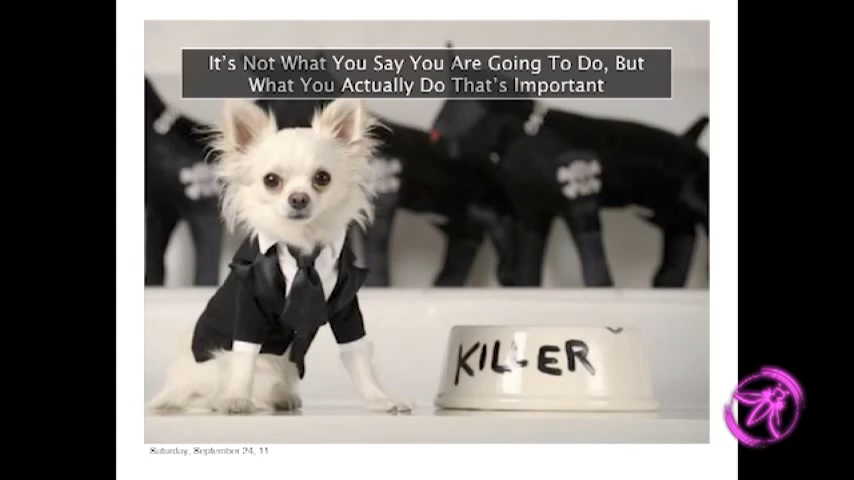 It's Not What You Say You Are Going To Do, But
What You Actually Do That's Important
KILLER
Saturday, September 24, 11